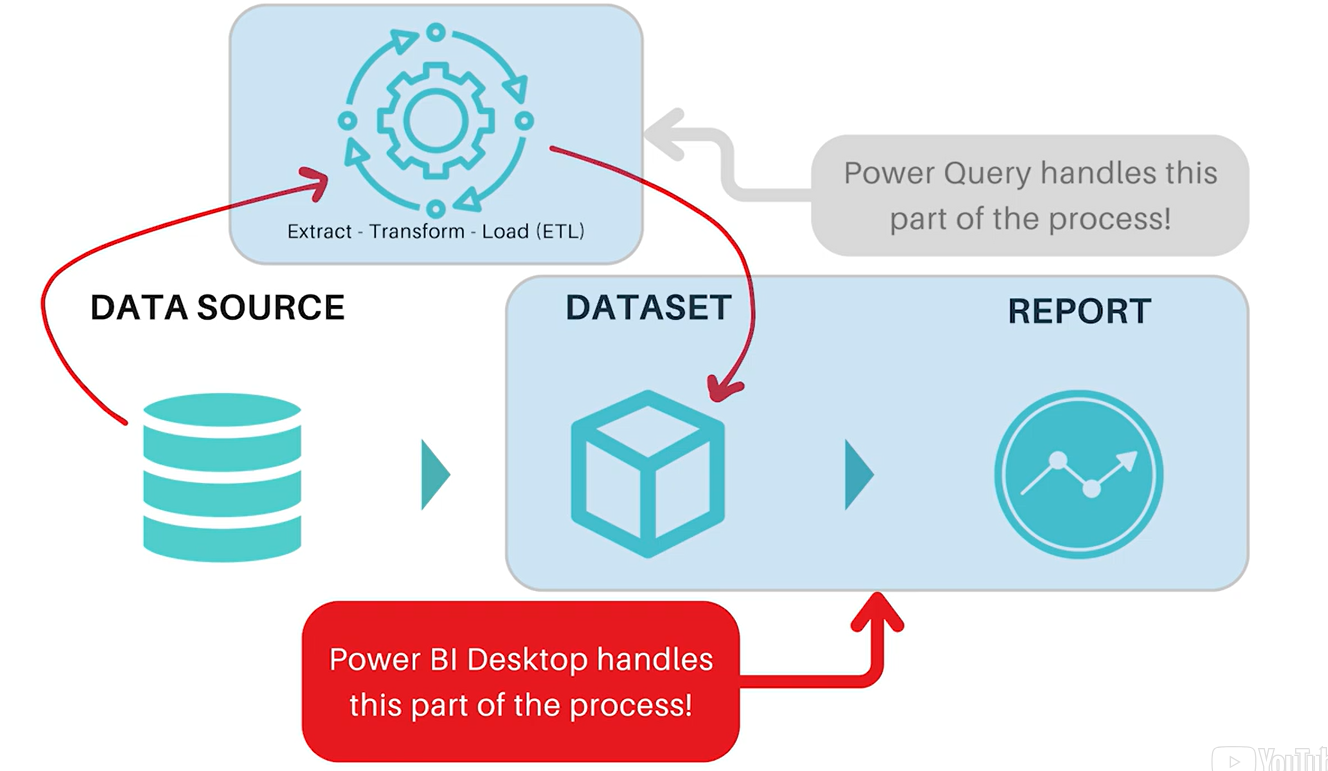 Extract - Transform - Load (ETL)
Power Query handles this
part of the process!
DATA SOURCE
DATASET
REPORT
Power BI Desktop handles
this part of the process!